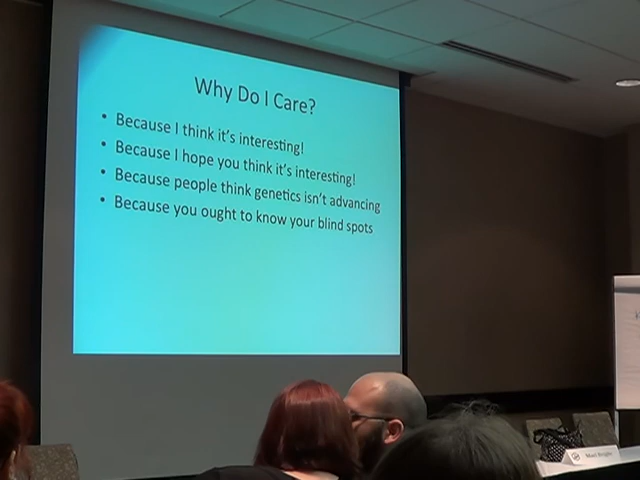 Why Do I Care?
• Because I think it's interesting!
• Because I hope you think it's interesting!
• Because people think genetics isn't advancing
• Because you ought to know your blind spots